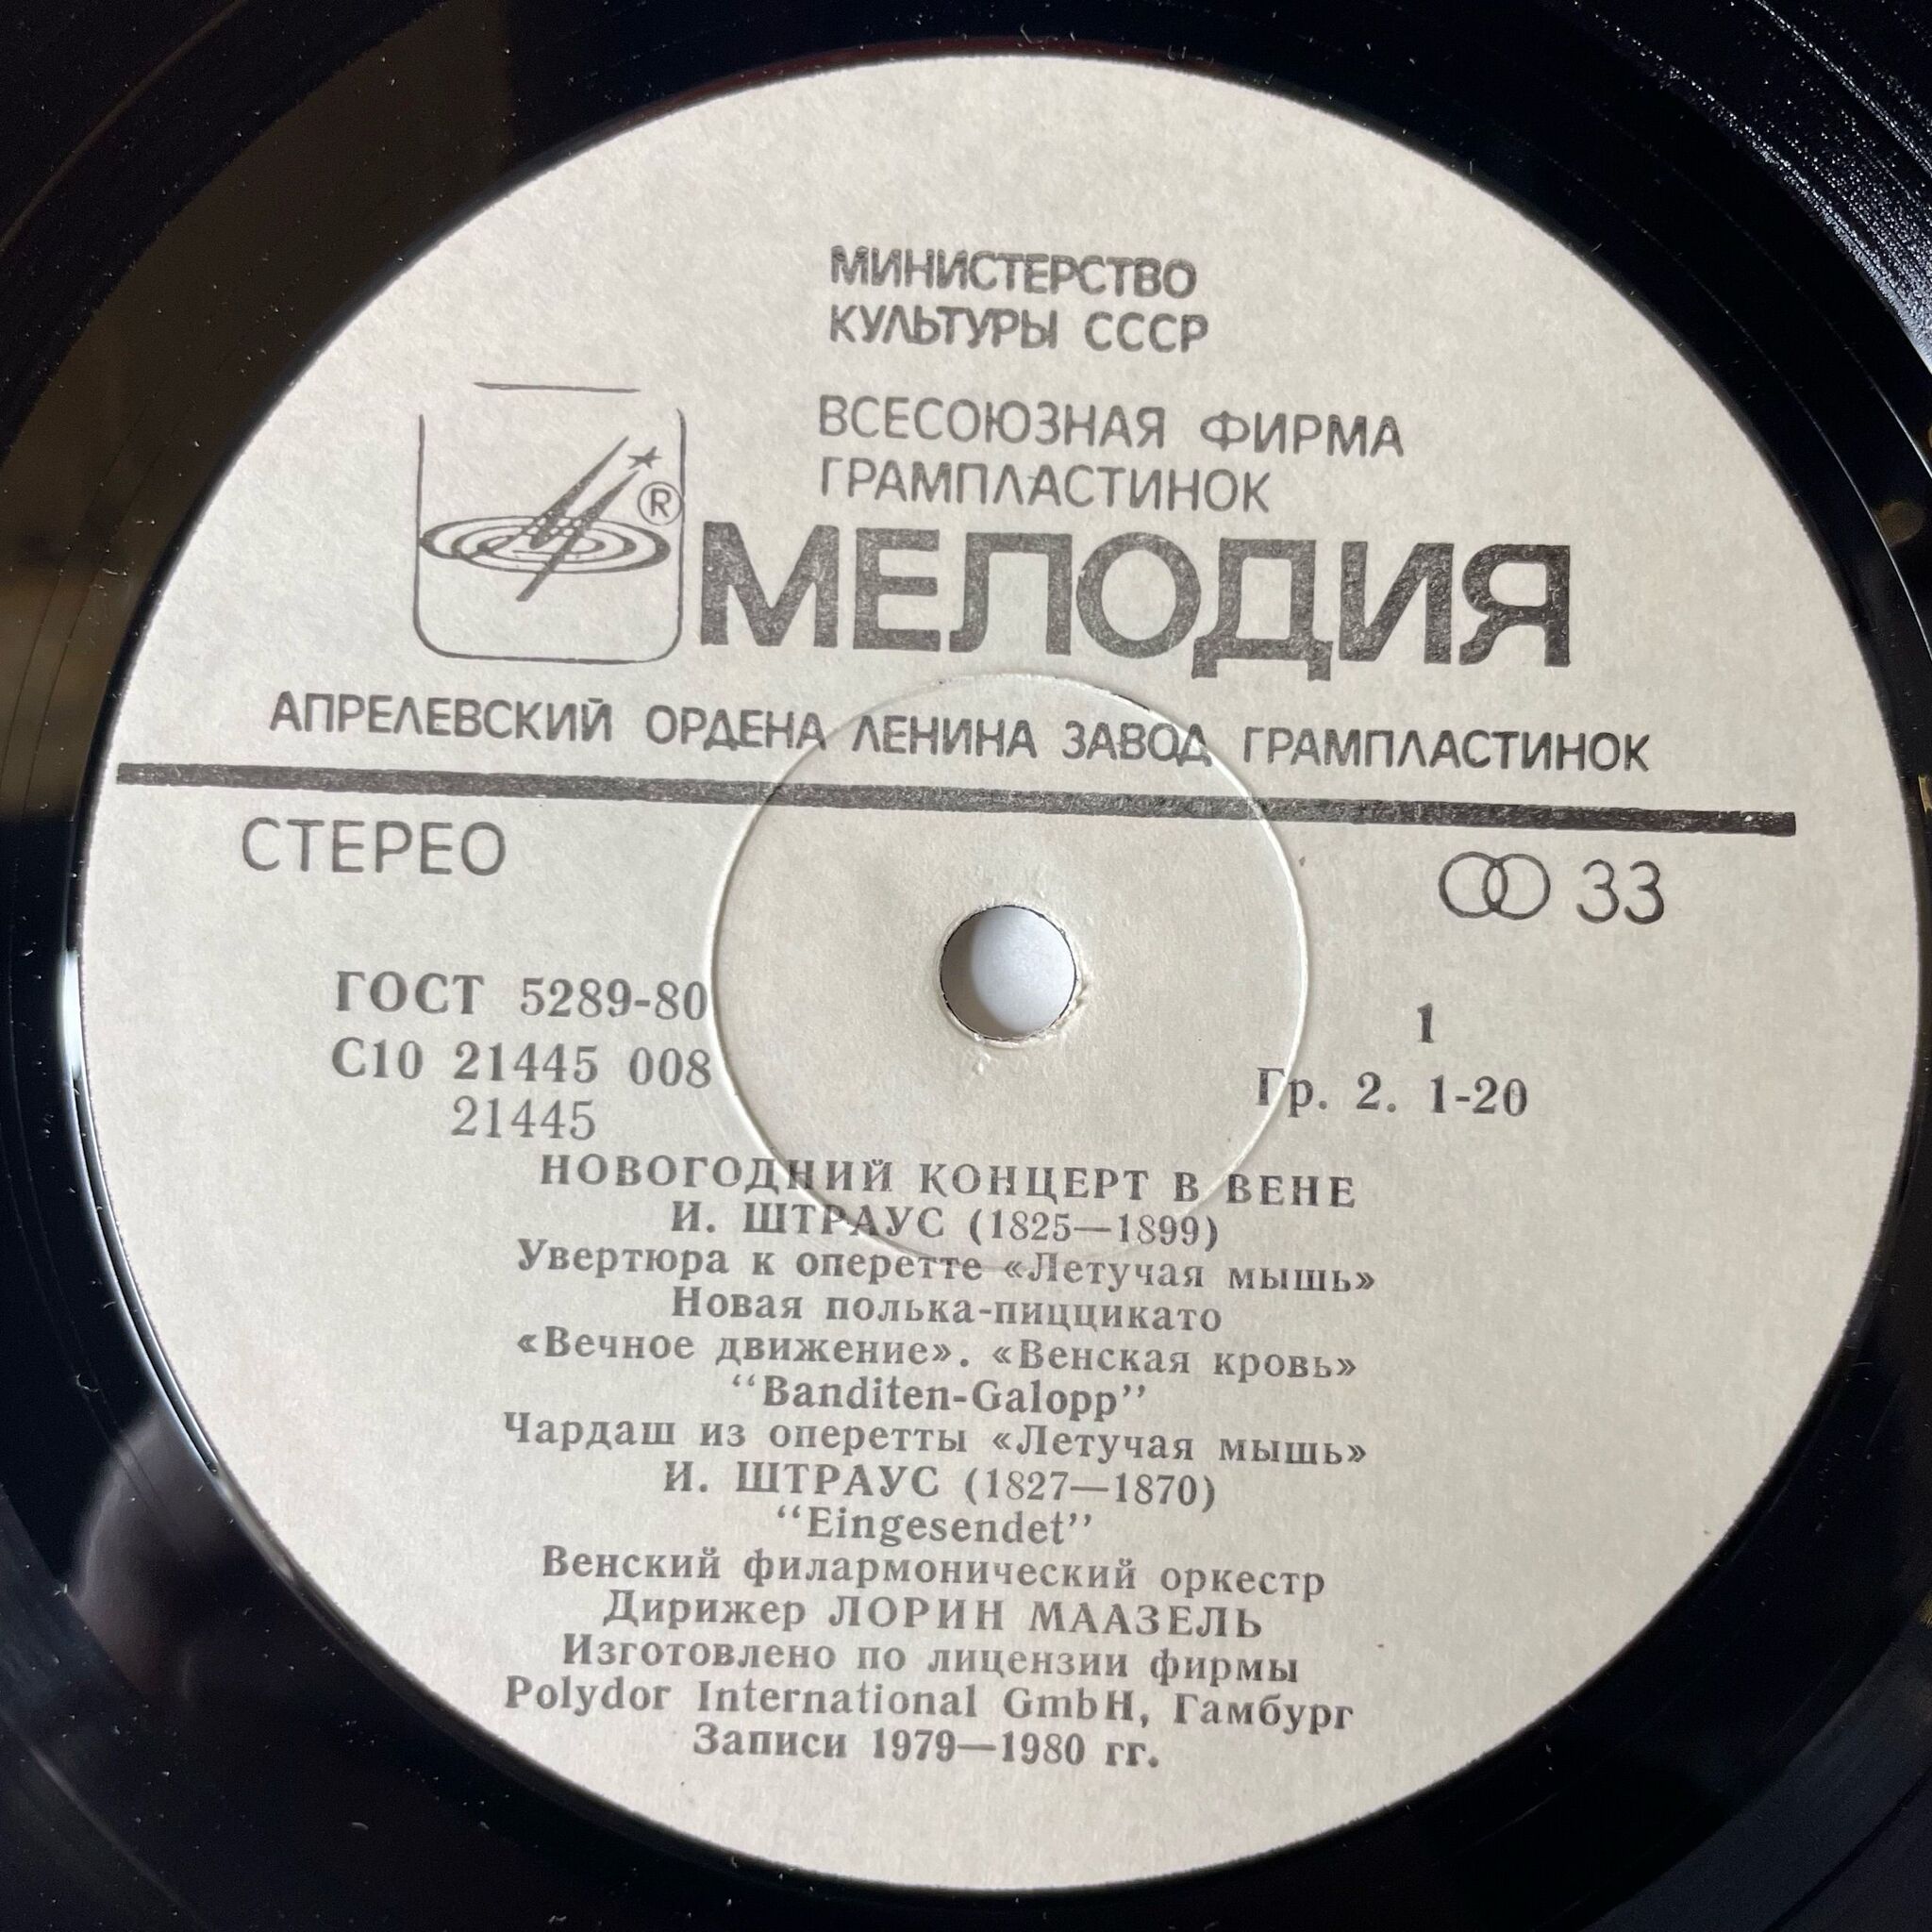 МИНИСТЕРСТВО
КУЛЬТУРЫ СССР
ВСЕСОЮЗНАЯ ФИРМА
ГРАМПЛАСТИНОК
®
МЕЛОДИЯ
АПРЕЛЕВСКИЙ ОРДЕНА ЛЕНИНА ЗАВОД ГРАМПЛАСТИНОК
СТЕРЕО
33
ГОСТ 5289-80
1
С10 21445 008
Гр. 2. 1-20
21445
НОВОГОДНИЙ КОНЦЕРТ В ВЕНЕ
И. ШТРАУС (1825—1899)
Увертюра к оперетте «Летучая мышь»
Новая полька-пиццикато
«Вечное движение». «Венская кровь»
“Banditen-Galopp”
Чардаш из оперетты «Летучая мышь»
И. ШТРАУС (1827—1870)
“Eingesendet”
Венский филармонический оркестр
Дирижер ЛОРИН МААЗЕЛЬ
Изготовлено по лицензии фирмы
Polydor International GmbH, Гамбург
Записи 1979—1980 гг.